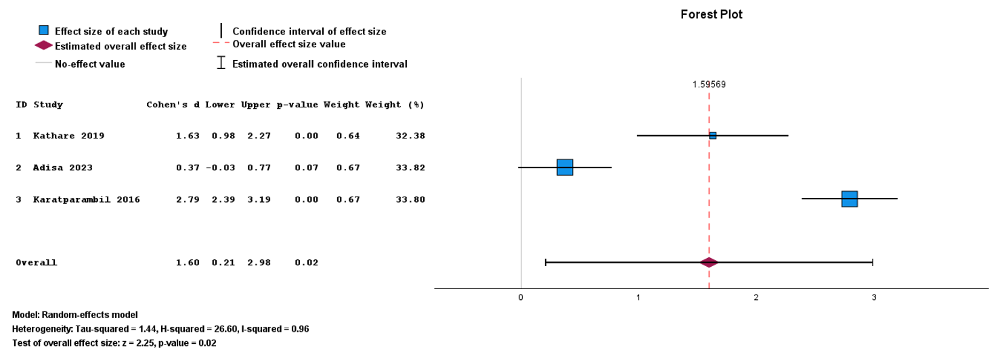 Forest Plot
Effect size of each study
Confidence interval of effect size
Estimated overall effect size
Overall effect size value
No-effect value
Estimated overall confidence interval
1.59569
ID Study Cohen's d Lower Upper p-value Weight Weight (%)
1 Kathare 2019 1.63 0.98 2.27 0.00 0.64 32.38
2 Adisa 2023 0.37 -0.03 0.77 0.07 0.67 33.82
3 Karatparambil 2016 2.79 2.39 3.19 0.00 0.67 33.80
Overall 1.60 0.21 2.98 0.02
0 1 2 3
Model: Random-effects model
Heterogeneity: Tau-squared = 1.44, H-squared = 26.60, I-squared = 0.96
Test of overall effect size: z = 2.25, p-value = 0.02